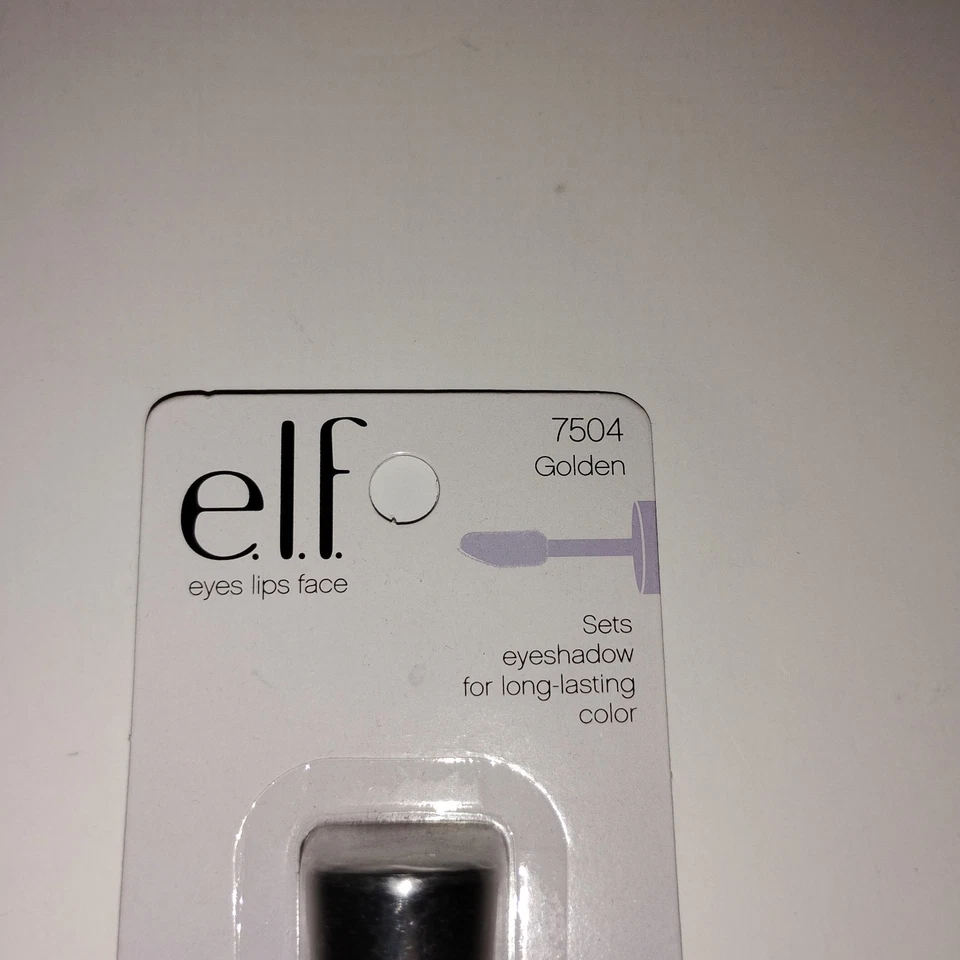 e.l.f.
eyes lips face
7504
Golden
Sets
eyeshadow
for long-lasting
color